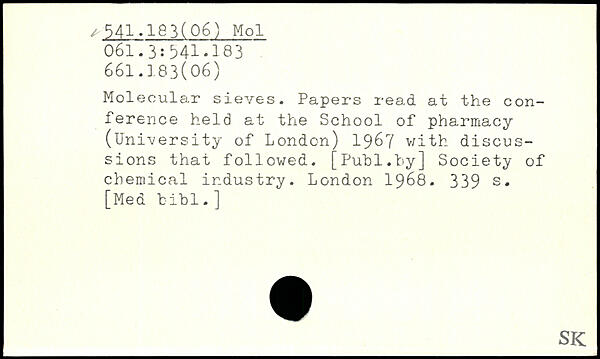 541.183(06) Mol
061.3:541.183
661.183(06)
Molecular sieves. Papers read at the con-
ference held at the School of pharmacy
(University of London) 1967 with discus-
sions that followed. [Publ.by] Society of
chemical industry. London 1968. 339 s.
[Med bibl.]
SK